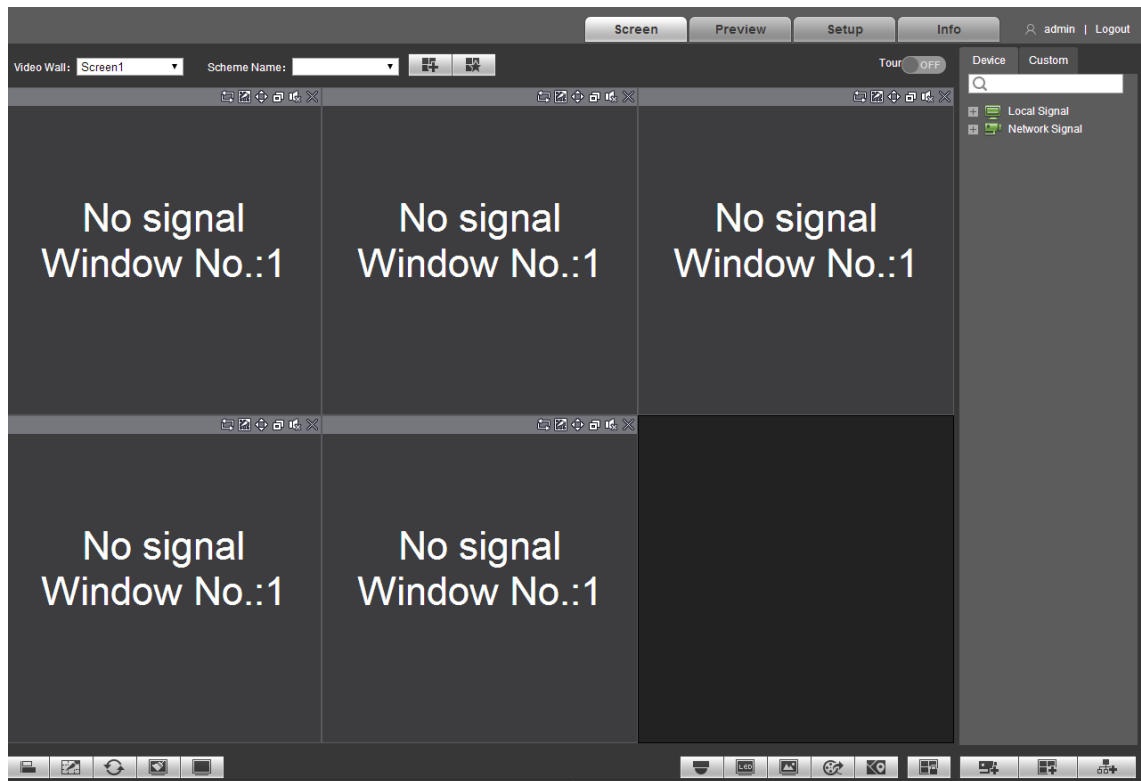 Screen Preview Setup Info admin | Logout
Video Wall: Screen1 Scheme Name: Tour OFF Device Custom
Local Signal
Network Signal
No signal
Window No.:1
No signal
Window No.:1
No signal
Window No.:1
No signal
Window No.:1
No signal
Window No.:1
LED